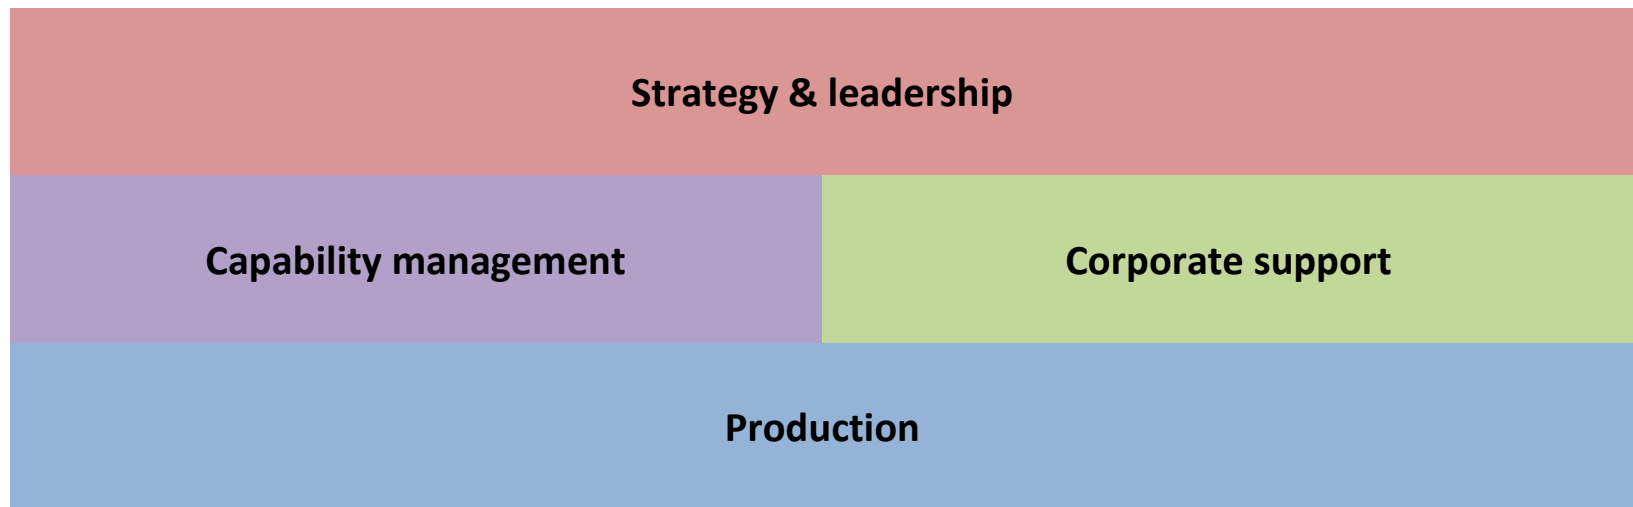 Strategy & leadership
Capability management
Corporate support
Production